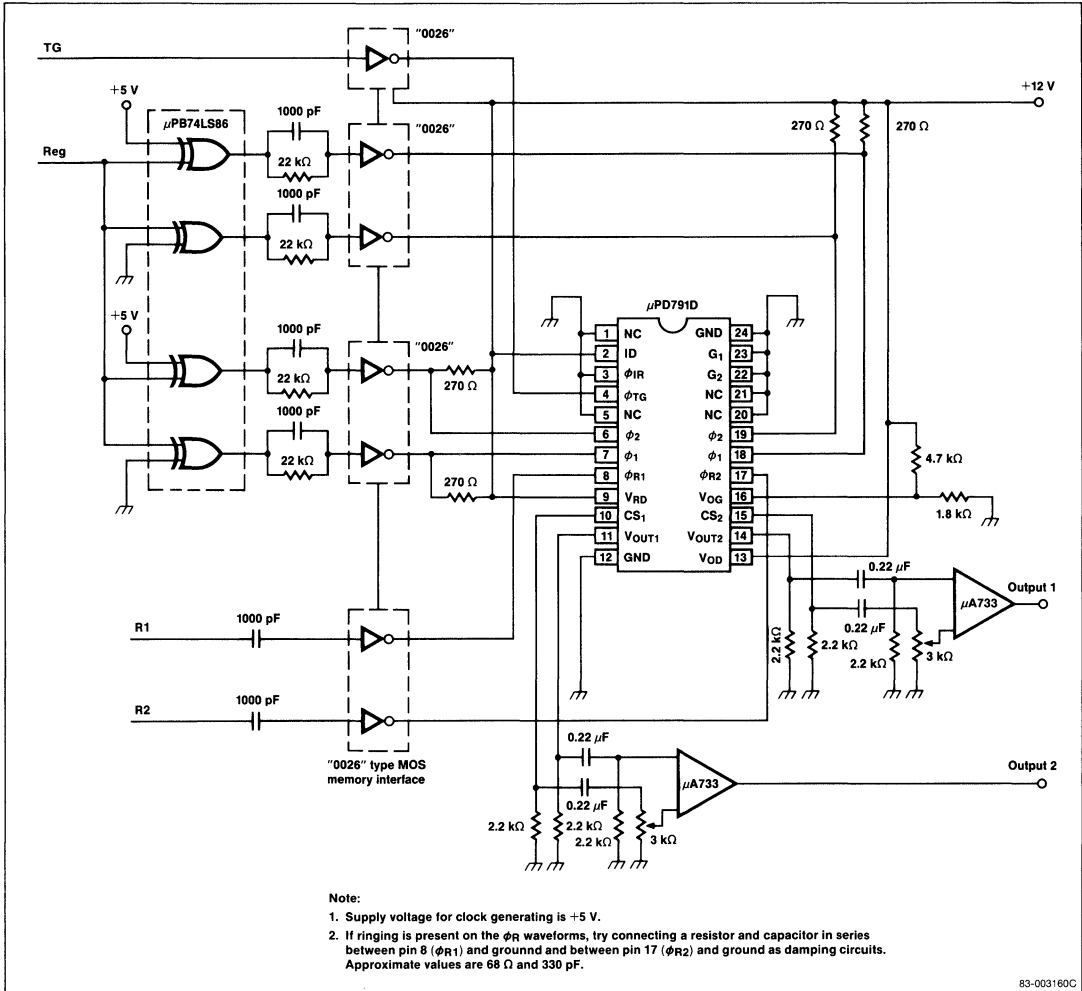 TG
"0026"
+5 V
µPB74LS86
1000 pF
"0026"
+12 V
270 Ω
270 Ω
Reg
22 kΩ
1000 pF
22 kΩ
+5 V
1000 pF
"0026"
22 kΩ
270 Ω
1000 pF
22 kΩ
270 Ω
µPD791D
1 NC GND 24
2 ID G1 23
3 ϕIR G2 22
4 ϕTG NC 21
5 NC NC 20
6 ϕ2 ϕ2 19
7 ϕ1 ϕ1 18
8 ϕR1 ϕR2 17
9 VRD VOG 16
10 CS1 CS2 15
11 VOUT1 VOUT2 14
12 GND VOD 13
4.7 kΩ
1.8 kΩ
0.22 µF
µA733
Output 1
0.22 µF
2.2 kΩ
2.2 kΩ
2.2 kΩ
3 kΩ
R1
1000 pF
R2
1000 pF
"0026" type MOS
memory interface
0.22 µF
µA733
Output 2
0.22 µF
2.2 kΩ
2.2 kΩ
2.2 kΩ
3 kΩ
Note:
1. Supply voltage for clock generating is +5 V.
2. If ringing is present on the ϕR waveforms, try connecting a resistor and capacitor in series
between pin 8 (ϕR1) and grounnd and between pin 17 (ϕR2) and ground as damping circuits.
Approximate values are 68 Ω and 330 pF.
83-003160C